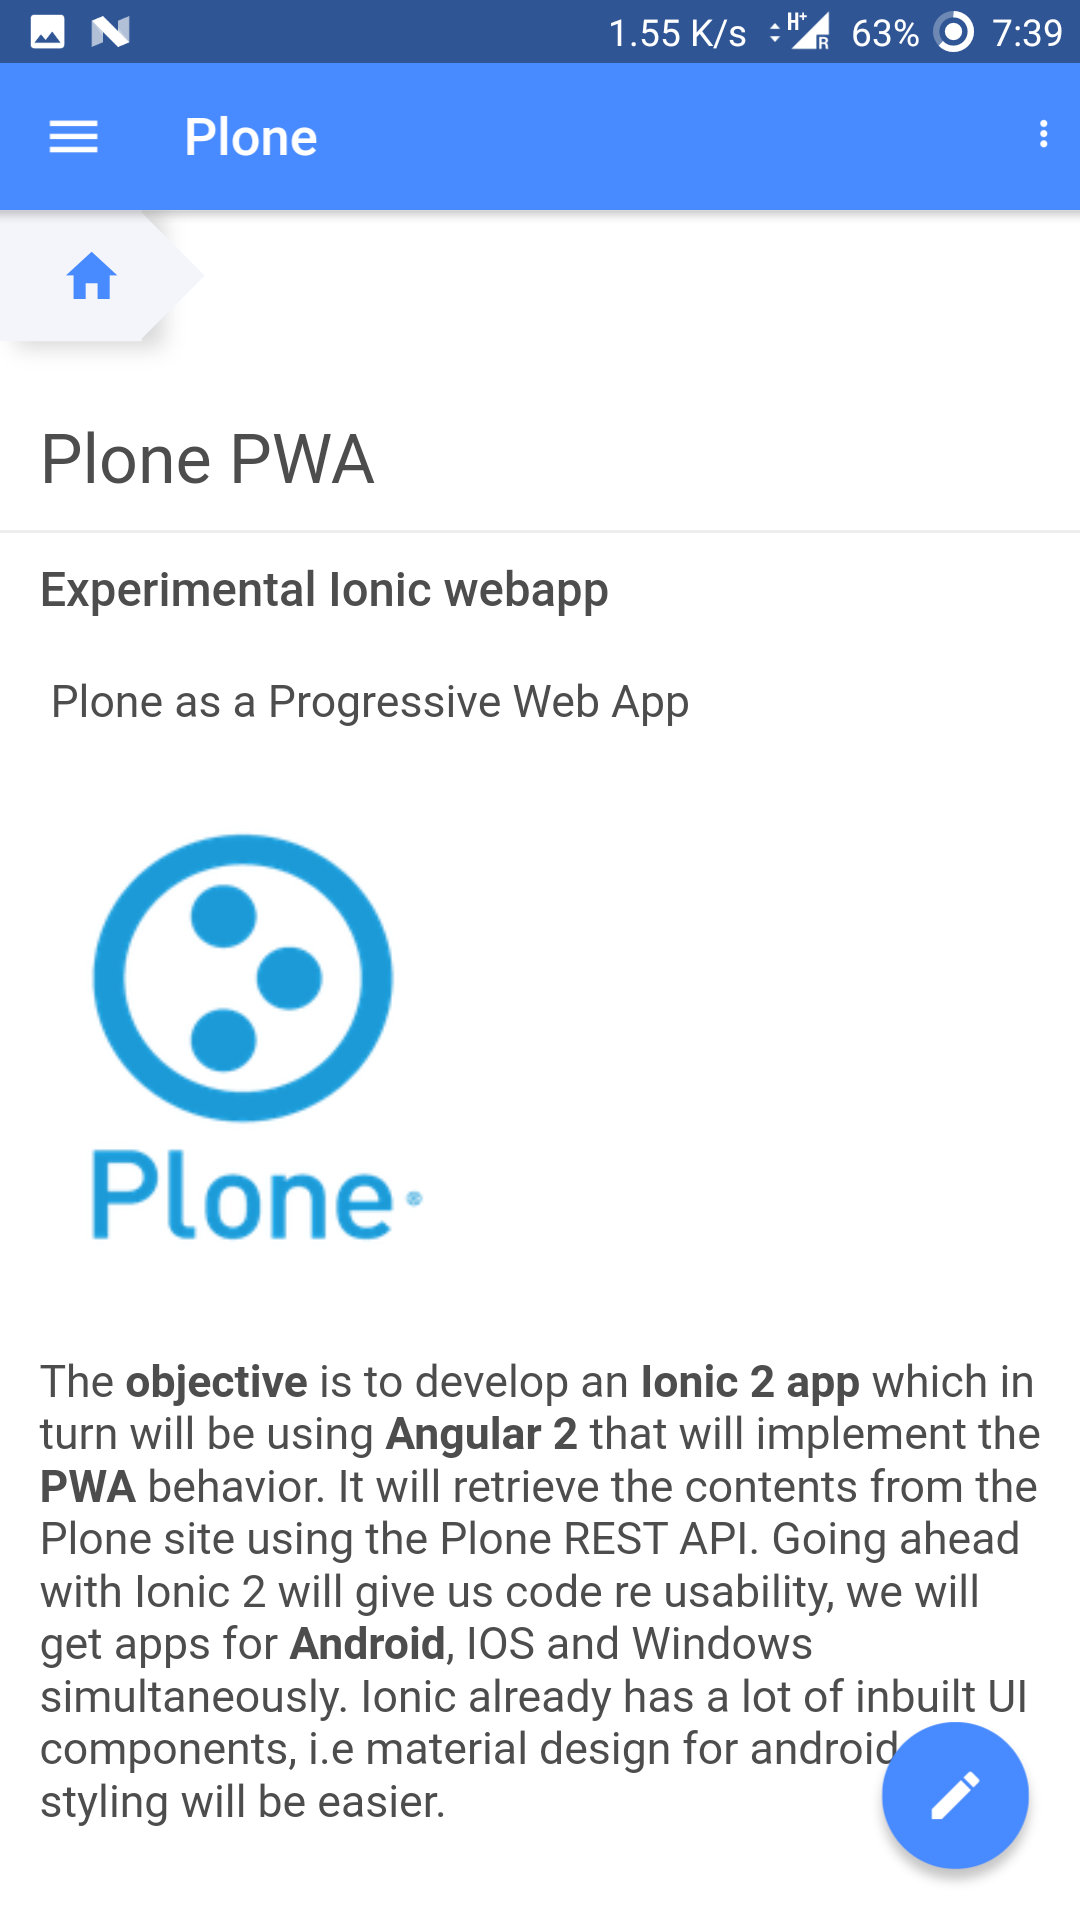 1.55 K/s H+ R 63% 7:39
Plone
Plone PWA
Experimental Ionic webapp
Plone as a Progressive Web App
Plone®
The objective is to develop an Ionic 2 app which in
turn will be using Angular 2 that will implement the
PWA behavior. It will retrieve the contents from the
Plone site using the Plone REST API. Going ahead
with Ionic 2 will give us code re usability, we will
get apps for Android, IOS and Windows
simultaneously. Ionic already has a lot of inbuilt UI
components, i.e material design for android
styling will be easier.